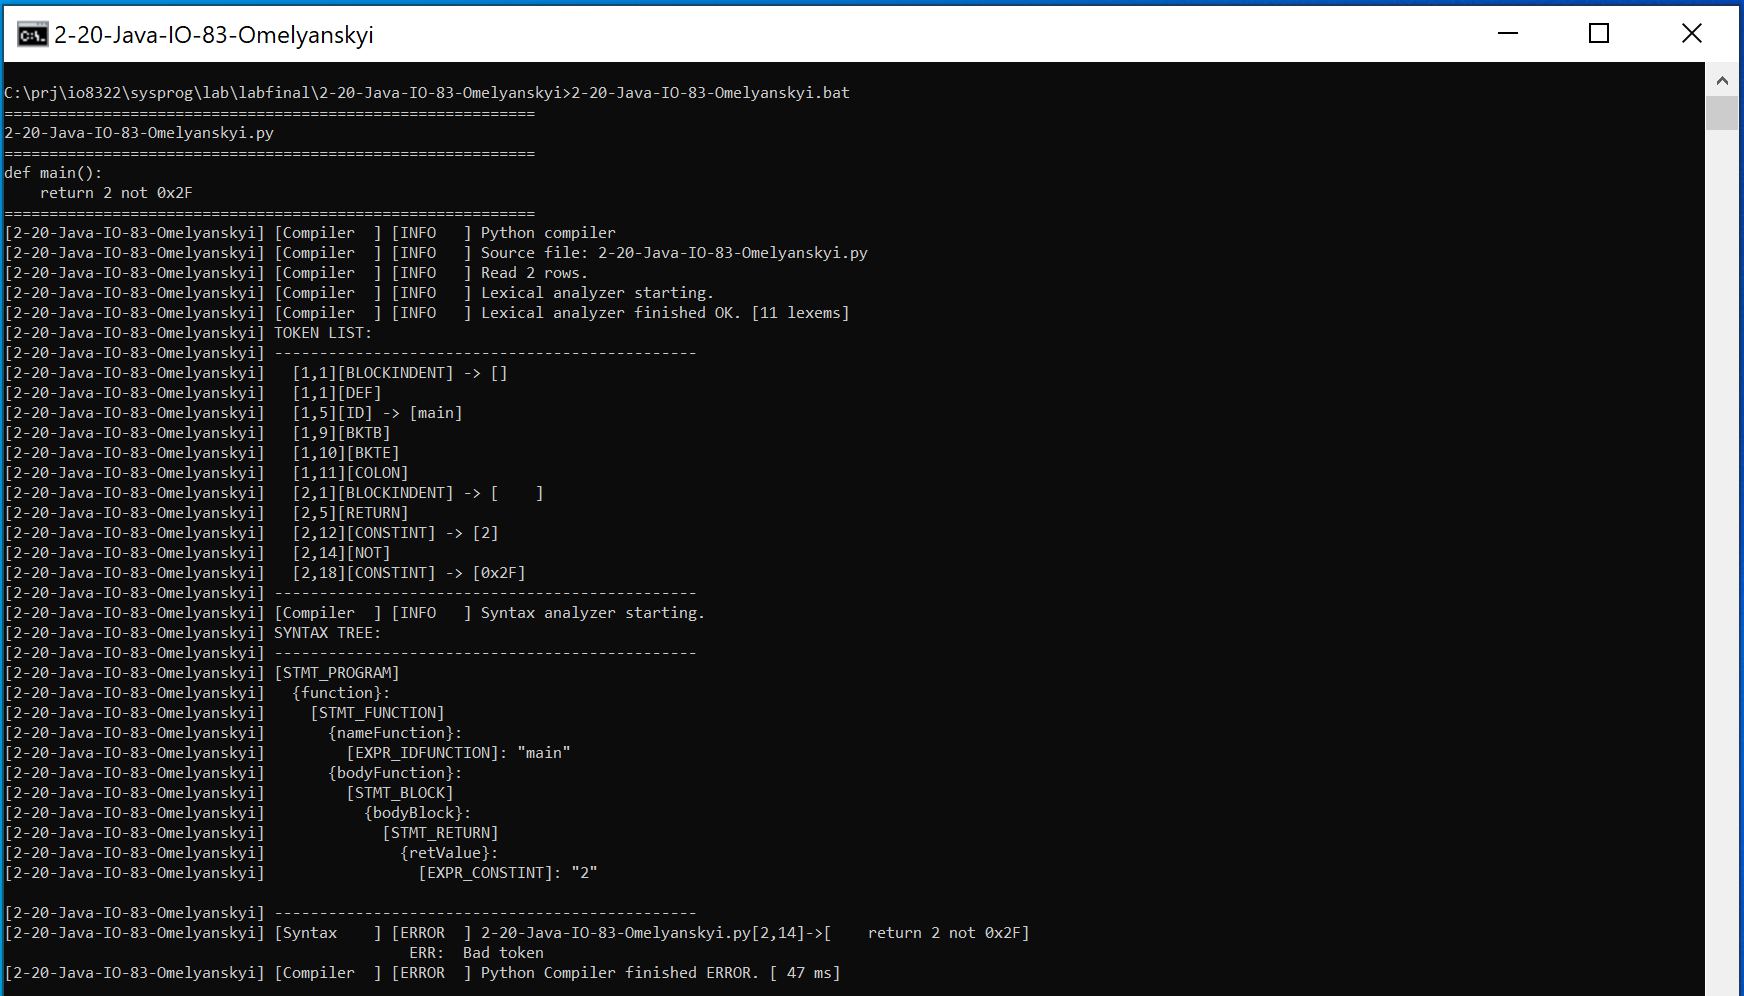 2-20-Java-IO-83-Omelyanskyi
C:\prj\io8322\sysprog\lab\labfinal\2-20-Java-IO-83-Omelyanskyi>2-20-Java-IO-83-Omelyanskyi.bat
===========================================================
2-20-Java-IO-83-Omelyanskyi.py
===========================================================
def main():
    return 2 not 0x2F
===========================================================
[2-20-Java-IO-83-Omelyanskyi] [Compiler  ] [INFO   ] Python compiler
[2-20-Java-IO-83-Omelyanskyi] [Compiler  ] [INFO   ] Source file: 2-20-Java-IO-83-Omelyanskyi.py
[2-20-Java-IO-83-Omelyanskyi] [Compiler  ] [INFO   ] Read 2 rows.
[2-20-Java-IO-83-Omelyanskyi] [Compiler  ] [INFO   ] Lexical analyzer starting.
[2-20-Java-IO-83-Omelyanskyi] [Compiler  ] [INFO   ] Lexical analyzer finished OK. [11 lexems]
[2-20-Java-IO-83-Omelyanskyi] TOKEN LIST:
[2-20-Java-IO-83-Omelyanskyi] -----------------------------------------------
[2-20-Java-IO-83-Omelyanskyi]   [1,1][BLOCKINDENT] -> []
[2-20-Java-IO-83-Omelyanskyi]   [1,1][DEF]
[2-20-Java-IO-83-Omelyanskyi]   [1,5][ID] -> [main]
[2-20-Java-IO-83-Omelyanskyi]   [1,9][BKTB]
[2-20-Java-IO-83-Omelyanskyi]   [1,10][BKTE]
[2-20-Java-IO-83-Omelyanskyi]   [1,11][COLON]
[2-20-Java-IO-83-Omelyanskyi]   [2,1][BLOCKINDENT] -> [    ]
[2-20-Java-IO-83-Omelyanskyi]   [2,5][RETURN]
[2-20-Java-IO-83-Omelyanskyi]   [2,12][CONSTINT] -> [2]
[2-20-Java-IO-83-Omelyanskyi]   [2,14][NOT]
[2-20-Java-IO-83-Omelyanskyi]   [2,18][CONSTINT] -> [0x2F]
[2-20-Java-IO-83-Omelyanskyi] -----------------------------------------------
[2-20-Java-IO-83-Omelyanskyi] [Compiler  ] [INFO   ] Syntax analyzer starting.
[2-20-Java-IO-83-Omelyanskyi] SYNTAX TREE:
[2-20-Java-IO-83-Omelyanskyi] -----------------------------------------------
[2-20-Java-IO-83-Omelyanskyi] [STMT_PROGRAM]
[2-20-Java-IO-83-Omelyanskyi]   {function}:
[2-20-Java-IO-83-Omelyanskyi]     [STMT_FUNCTION]
[2-20-Java-IO-83-Omelyanskyi]       {nameFunction}:
[2-20-Java-IO-83-Omelyanskyi]         [EXPR_IDFUNCTION]: "main"
[2-20-Java-IO-83-Omelyanskyi]       {bodyFunction}:
[2-20-Java-IO-83-Omelyanskyi]         [STMT_BLOCK]
[2-20-Java-IO-83-Omelyanskyi]           {bodyBlock}:
[2-20-Java-IO-83-Omelyanskyi]             [STMT_RETURN]
[2-20-Java-IO-83-Omelyanskyi]               {retValue}:
[2-20-Java-IO-83-Omelyanskyi]                 [EXPR_CONSTINT]: "2"
[2-20-Java-IO-83-Omelyanskyi] -----------------------------------------------
[2-20-Java-IO-83-Omelyanskyi] [Syntax    ] [ERROR  ] 2-20-Java-IO-83-Omelyanskyi.py[2,14]->[    return 2 not 0x2F]
                                             ERR:  Bad token
[2-20-Java-IO-83-Omelyanskyi] [Compiler  ] [ERROR  ] Python Compiler finished ERROR. [ 47 ms]